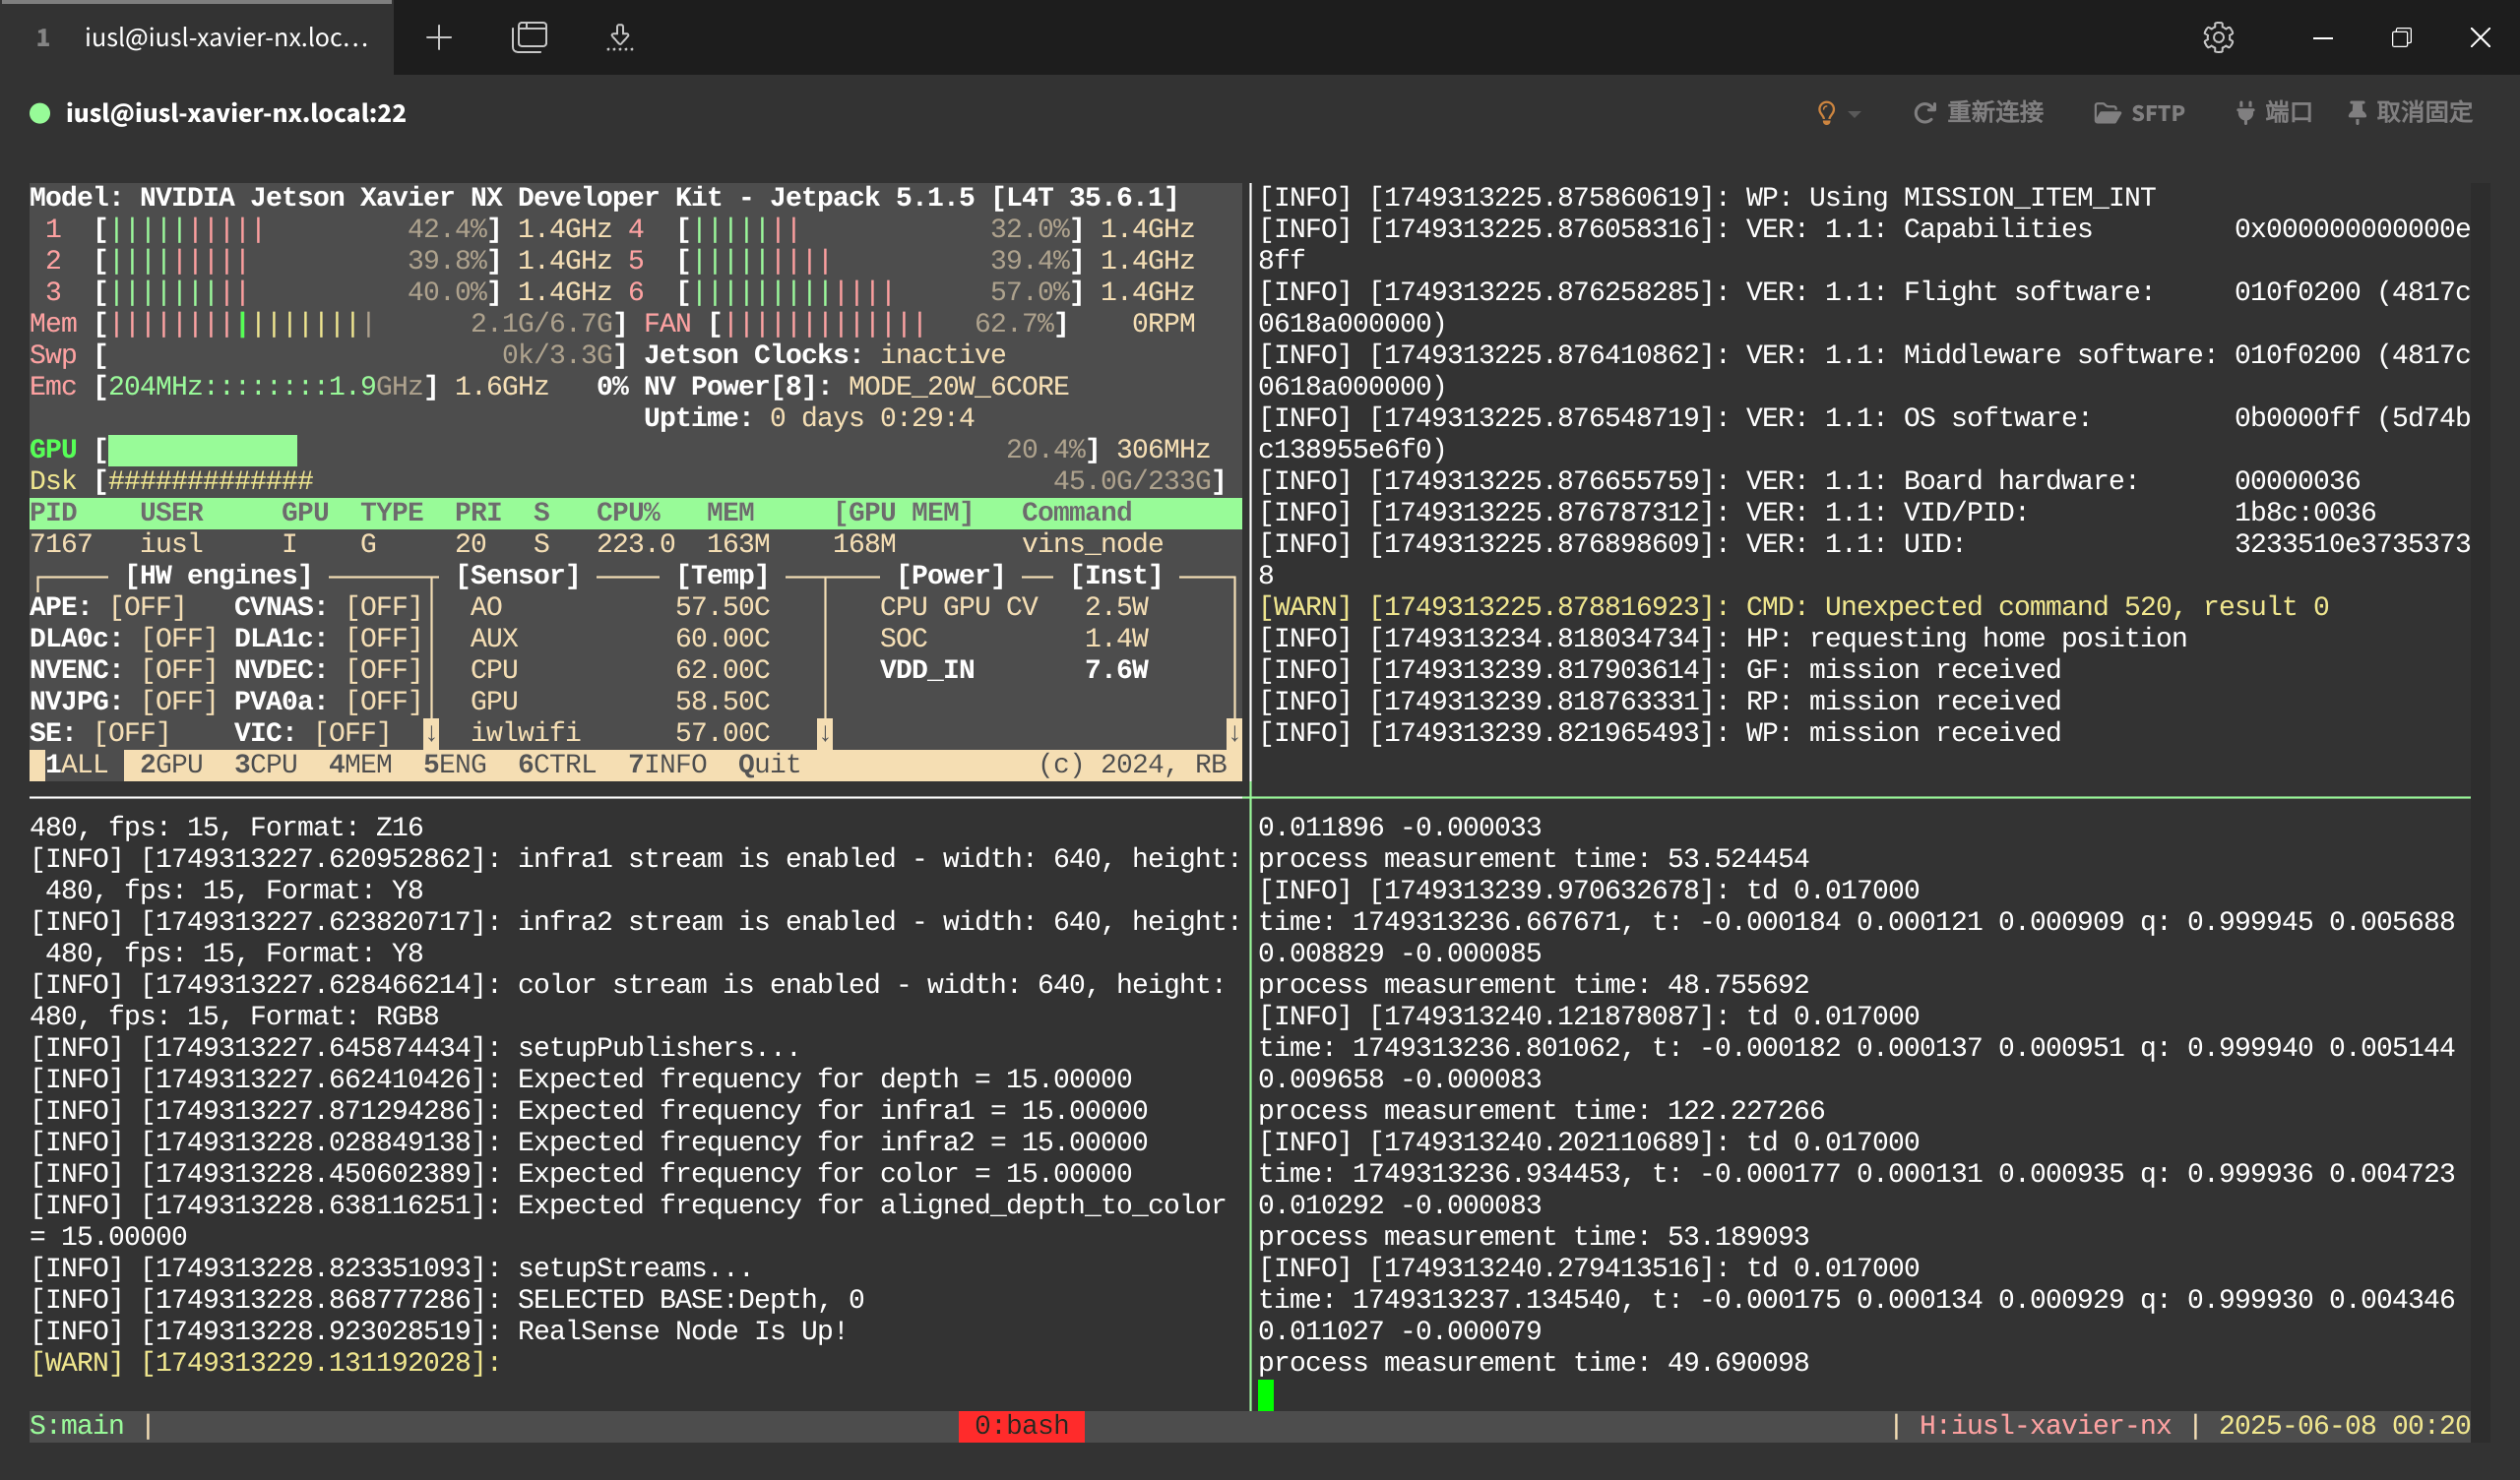 1 iusl@iusl-xavier-nx.loc...
iusl@iusl-xavier-nx.local:22 重新连接 SFTP 端口 取消固定
Model: NVIDIA Jetson Xavier NX Developer Kit - Jetpack 5.1.5 [L4T 35.6.1]
1 [|||||||||| 42.4%] 1.4GHz 4 [||||||| 32.0%] 1.4GHz
2 [||||||||| 39.8%] 1.4GHz 5 [||||||||| 39.4%] 1.4GHz
3 [||||||||| 40.0%] 1.4GHz 6 [||||||||||||| 57.0%] 1.4GHz
Mem [||||||||||||||||| 2.1G/6.7G] FAN [||||||||||||| 62.7%] 0RPM
Swp [ 0k/3.3G] Jetson Clocks: inactive
Emc [204MHz::::::::1.9GHz] 1.6GHz 0% NV Power[8]: MODE_20W_6CORE
Uptime: 0 days 0:29:4
GPU [ 20.4%] 306MHz
Dsk [############# 45.0G/233G]
PID USER GPU TYPE PRI S CPU% MEM [GPU MEM] Command
7167 iusl I G 20 S 223.0 163M 168M vins_node
[HW engines] [Sensor] [Temp] [Power] [Inst]
APE: [OFF] CVNAS: [OFF] AO 57.50C CPU GPU CV 2.5W
DLA0c: [OFF] DLA1c: [OFF] AUX 60.00C SOC 1.4W
NVENC: [OFF] NVDEC: [OFF] CPU 62.00C VDD_IN 7.6W
NVJPG: [OFF] PVA0a: [OFF] GPU 58.50C
SE: [OFF] VIC: [OFF] ↓ iwlwifi 57.00C ↓ ↓
1ALL 2GPU 3CPU 4MEM 5ENG 6CTRL 7INFO Quit (c) 2024, RB
[INFO] [1749313225.875860619]: WP: Using MISSION_ITEM_INT
[INFO] [1749313225.876058316]: VER: 1.1: Capabilities 0x000000000000e
8ff
[INFO] [1749313225.876258285]: VER: 1.1: Flight software: 010f0200 (4817c
0618a000000)
[INFO] [1749313225.876410862]: VER: 1.1: Middleware software: 010f0200 (4817c
0618a000000)
[INFO] [1749313225.876548719]: VER: 1.1: OS software: 0b0000ff (5d74b
c138955e6f0)
[INFO] [1749313225.876655759]: VER: 1.1: Board hardware: 00000036
[INFO] [1749313225.876787312]: VER: 1.1: VID/PID: 1b8c:0036
[INFO] [1749313225.876898609]: VER: 1.1: UID: 3233510e3735373
8
[WARN] [1749313225.878816923]: CMD: Unexpected command 520, result 0
[INFO] [1749313234.818034734]: HP: requesting home position
[INFO] [1749313239.817903614]: GF: mission received
[INFO] [1749313239.818763331]: RP: mission received
[INFO] [1749313239.821965493]: WP: mission received
480, fps: 15, Format: Z16
[INFO] [1749313227.620952862]: infra1 stream is enabled - width: 640, height:
480, fps: 15, Format: Y8
[INFO] [1749313227.623820717]: infra2 stream is enabled - width: 640, height:
480, fps: 15, Format: Y8
[INFO] [1749313227.628466214]: color stream is enabled - width: 640, height:
480, fps: 15, Format: RGB8
[INFO] [1749313227.645874434]: setupPublishers...
[INFO] [1749313227.662410426]: Expected frequency for depth = 15.00000
[INFO] [1749313227.871294286]: Expected frequency for infra1 = 15.00000
[INFO] [1749313228.028849138]: Expected frequency for infra2 = 15.00000
[INFO] [1749313228.450602389]: Expected frequency for color = 15.00000
[INFO] [1749313228.638116251]: Expected frequency for aligned_depth_to_color
= 15.00000
[INFO] [1749313228.823351093]: setupStreams...
[INFO] [1749313228.868777286]: SELECTED BASE:Depth, 0
[INFO] [1749313228.923028519]: RealSense Node Is Up!
[WARN] [1749313229.131192028]:
0.011896 -0.000033
process measurement time: 53.524454
[INFO] [1749313239.970632678]: td 0.017000
time: 1749313236.667671, t: -0.000184 0.000121 0.000909 q: 0.999945 0.005688
0.008829 -0.000085
process measurement time: 48.755692
[INFO] [1749313240.121878087]: td 0.017000
time: 1749313236.801062, t: -0.000182 0.000137 0.000951 q: 0.999940 0.005144
0.009658 -0.000083
process measurement time: 122.227266
[INFO] [1749313240.202110689]: td 0.017000
time: 1749313236.934453, t: -0.000177 0.000131 0.000935 q: 0.999936 0.004723
0.010292 -0.000083
process measurement time: 53.189093
[INFO] [1749313240.279413516]: td 0.017000
time: 1749313237.134540, t: -0.000175 0.000134 0.000929 q: 0.999930 0.004346
0.011027 -0.000079
process measurement time: 49.690098
S:main | 0:bash | H:iusl-xavier-nx | 2025-06-08 00:20